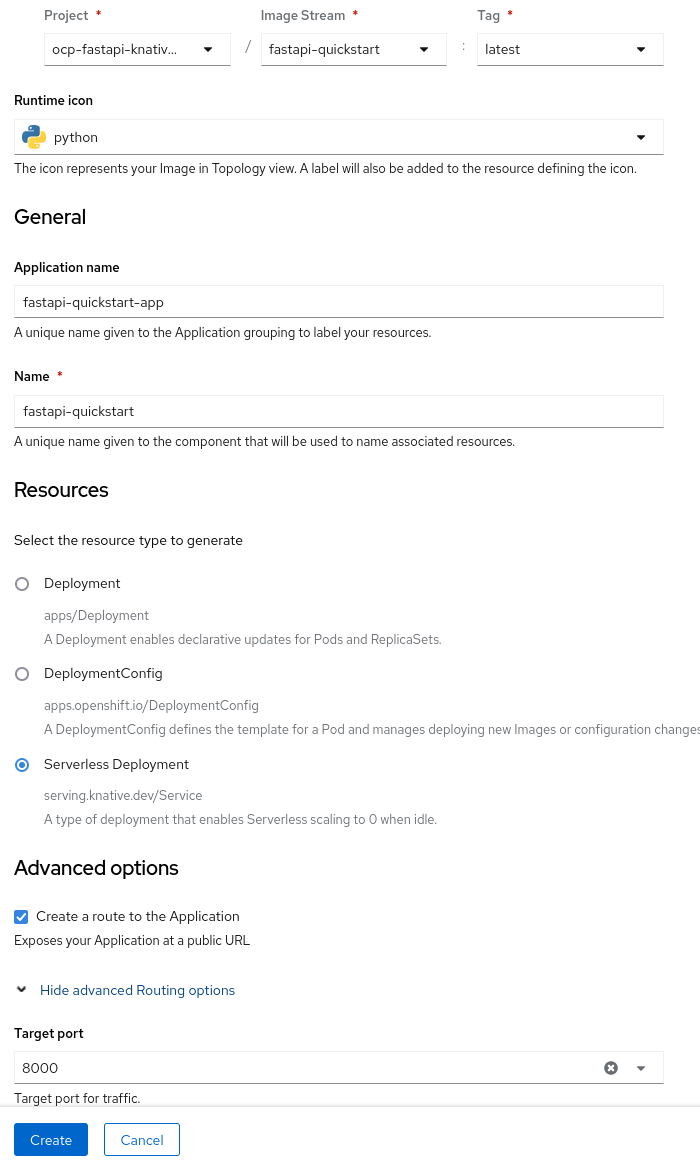 Project * Image Stream * Tag *
ocp-fastapi-knativ... / fastapi-quickstart : latest
Runtime icon
python
The icon represents your Image in Topology view. A label will also be added to the resource defining the icon.
General
Application name
fastapi-quickstart-app
A unique name given to the Application grouping to label your resources.
Name *
fastapi-quickstart
A unique name given to the component that will be used to name associated resources.
Resources
Select the resource type to generate
Deployment
apps/Deployment
A Deployment enables declarative updates for Pods and ReplicaSets.
DeploymentConfig
apps.openshift.io/DeploymentConfig
A DeploymentConfig defines the template for a Pod and manages deploying new Images or configuration changes
Serverless Deployment
serving.knative.dev/Service
A type of deployment that enables Serverless scaling to 0 when idle.
Advanced options
Create a route to the Application
Exposes your Application at a public URL
Hide advanced Routing options
Target port
8000
Target port for traffic.
Create Cancel